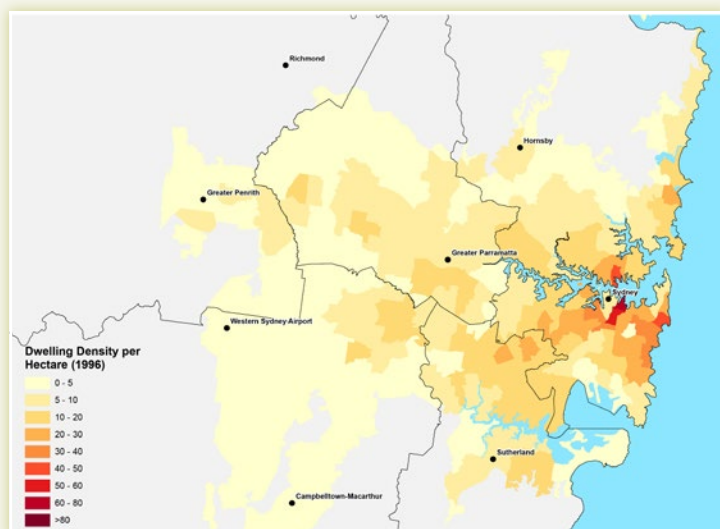 Richmond
Hornsby
Greater Penrith
Greater Parramatta
Sydney
Western Sydney Airport
Dwelling Density per
Hectare (1996)
0 - 5
5 - 10
10 - 20
20 - 30
30 - 40
40 - 50
50 - 60
60 - 80
>80
Sutherland
Campbelltown-Macarthur